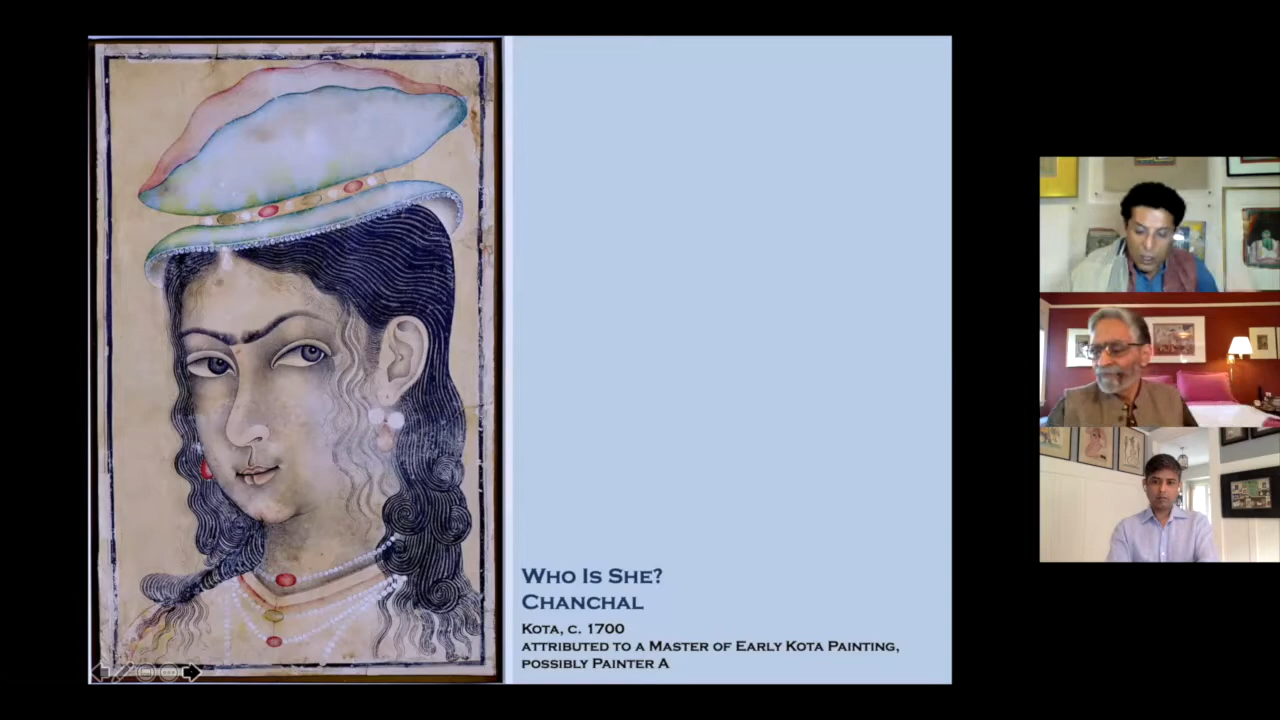 Who Is She?
Chanchal
Kota, c. 1700
attributed to a Master of Early Kota Painting,
possibly Painter A